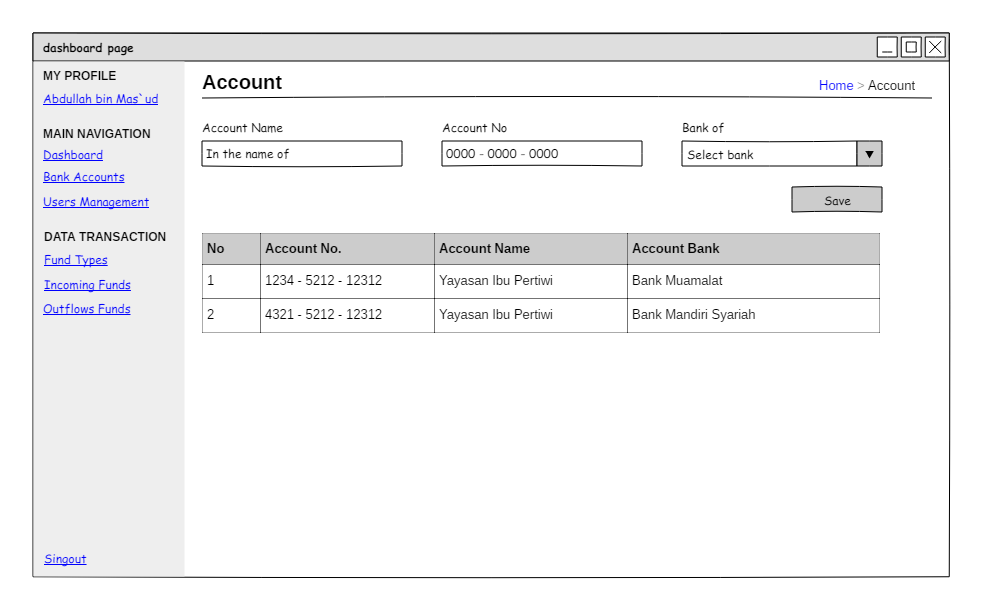 dashboard page
MY PROFILE
Abdullah bin Mas`ud
MAIN NAVIGATION
Dashboard
Bank Accounts
Users Management
DATA TRANSACTION
Fund Types
Incoming Funds
Outflows Funds
Singout
Account
Home > Account
Account Name
Account No
Bank of
In the name of
0000 - 0000 - 0000
Select bank
Save
No Account No. Account Name Account Bank
1 1234 - 5212 - 12312 Yayasan Ibu Pertiwi Bank Muamalat
2 4321 - 5212 - 12312 Yayasan Ibu Pertiwi Bank Mandiri Syariah